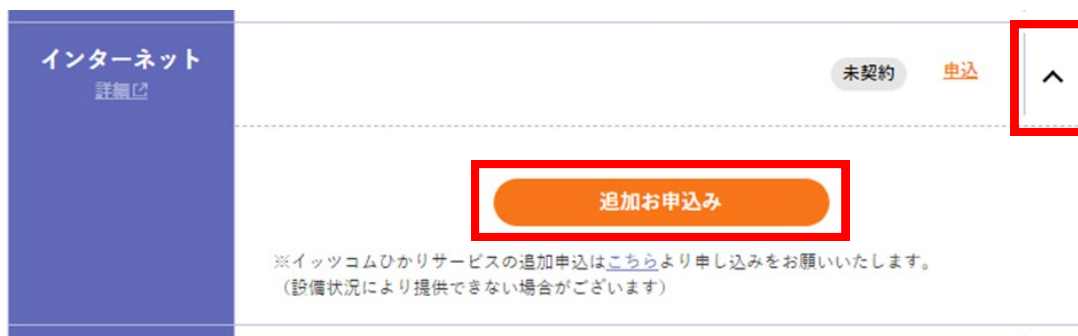 インターネット
詳細
未契約 申込
追加お申込み
※イッツコムひかりサービスの追加申込はこちらより申し込みをお願いいたします。
（設備状況により提供できない場合がございます）